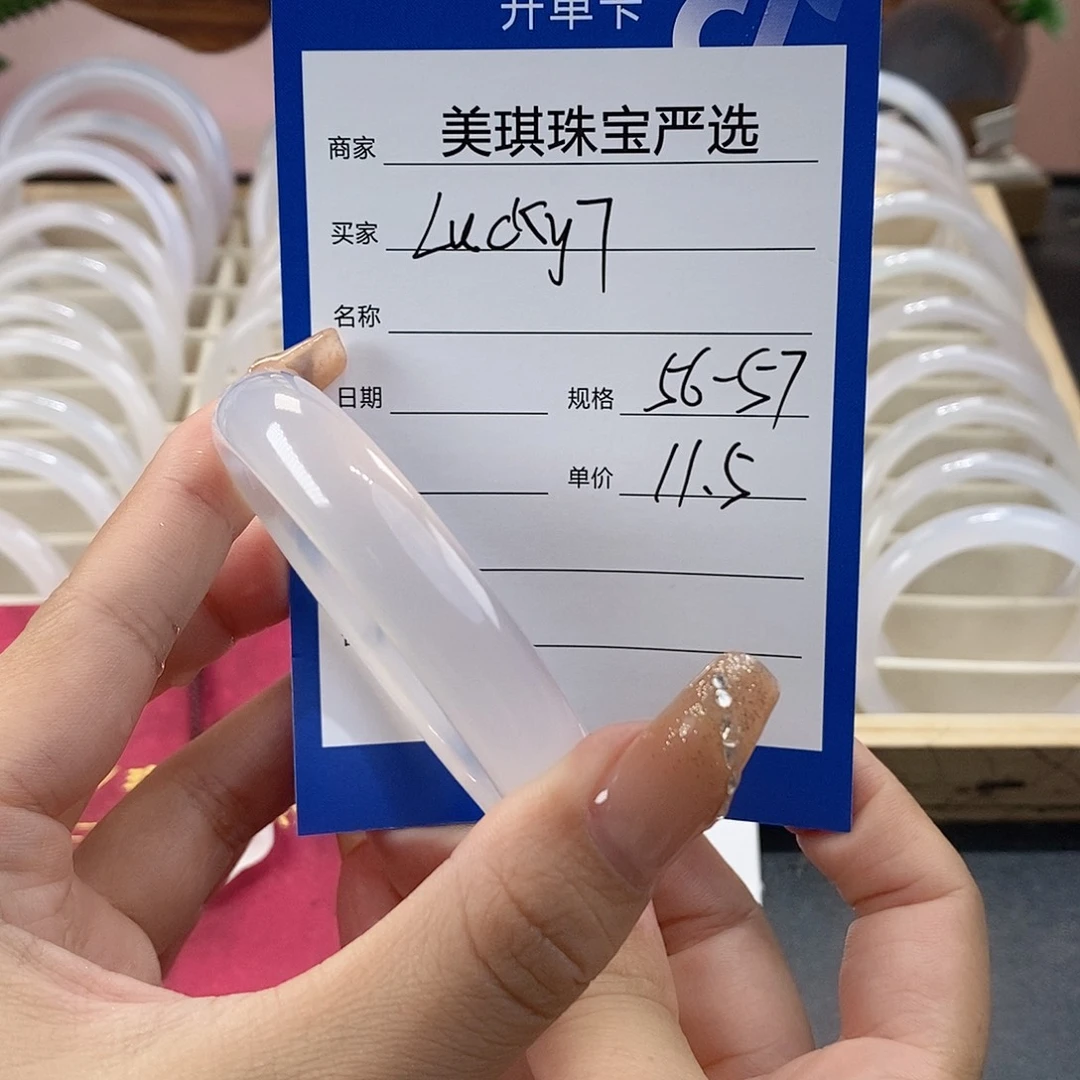 开单卡
商家 美琪珠宝严选
买家 Lucky7
名称
日期 规格 56-57
单价 11.5